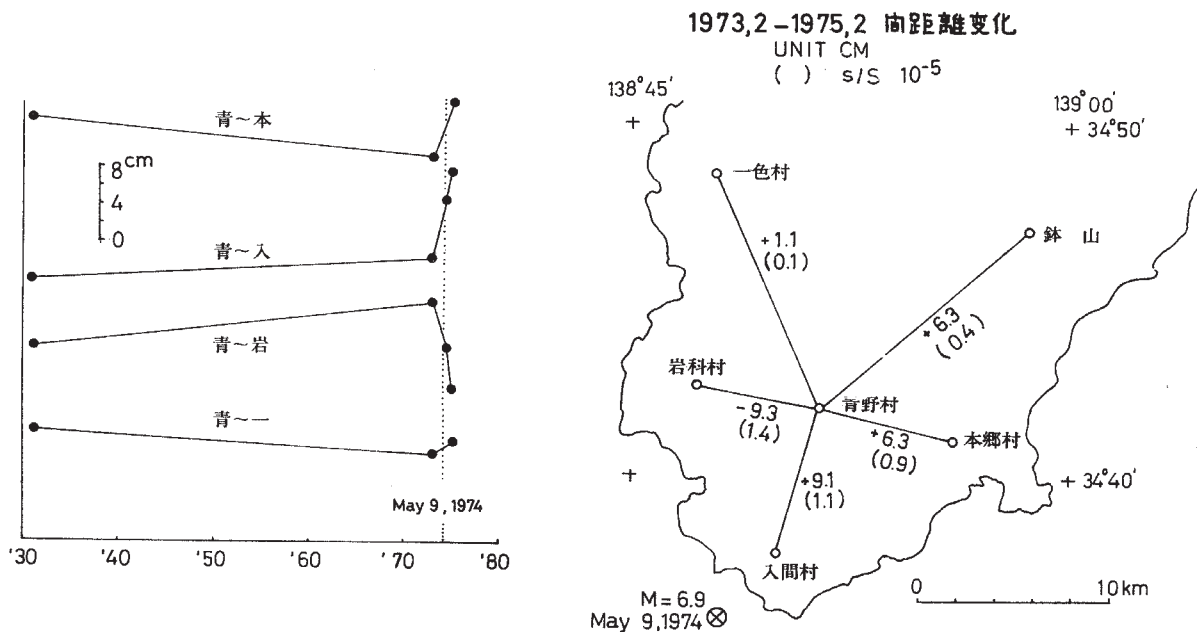 青～本
8 cm
4
0
青～入
青～岩
青～一
May 9, 1974
'30 '40 '50 '60 '70 '80
1973,2–1975,2 間距離変化
UNIT CM
( ) s/S 10⁻⁵
138°45'
139°00'
+ 34°50'
一色村
鉢 山
+1.1
(0.1)
+6.3
(0.4)
岩科村
青野村
-9.3
(1.4)
+6.3
(0.9)
本郷村
+9.1
(1.1)
+ 34°40'
入間村
0 10km
M=6.9
May 9,1974